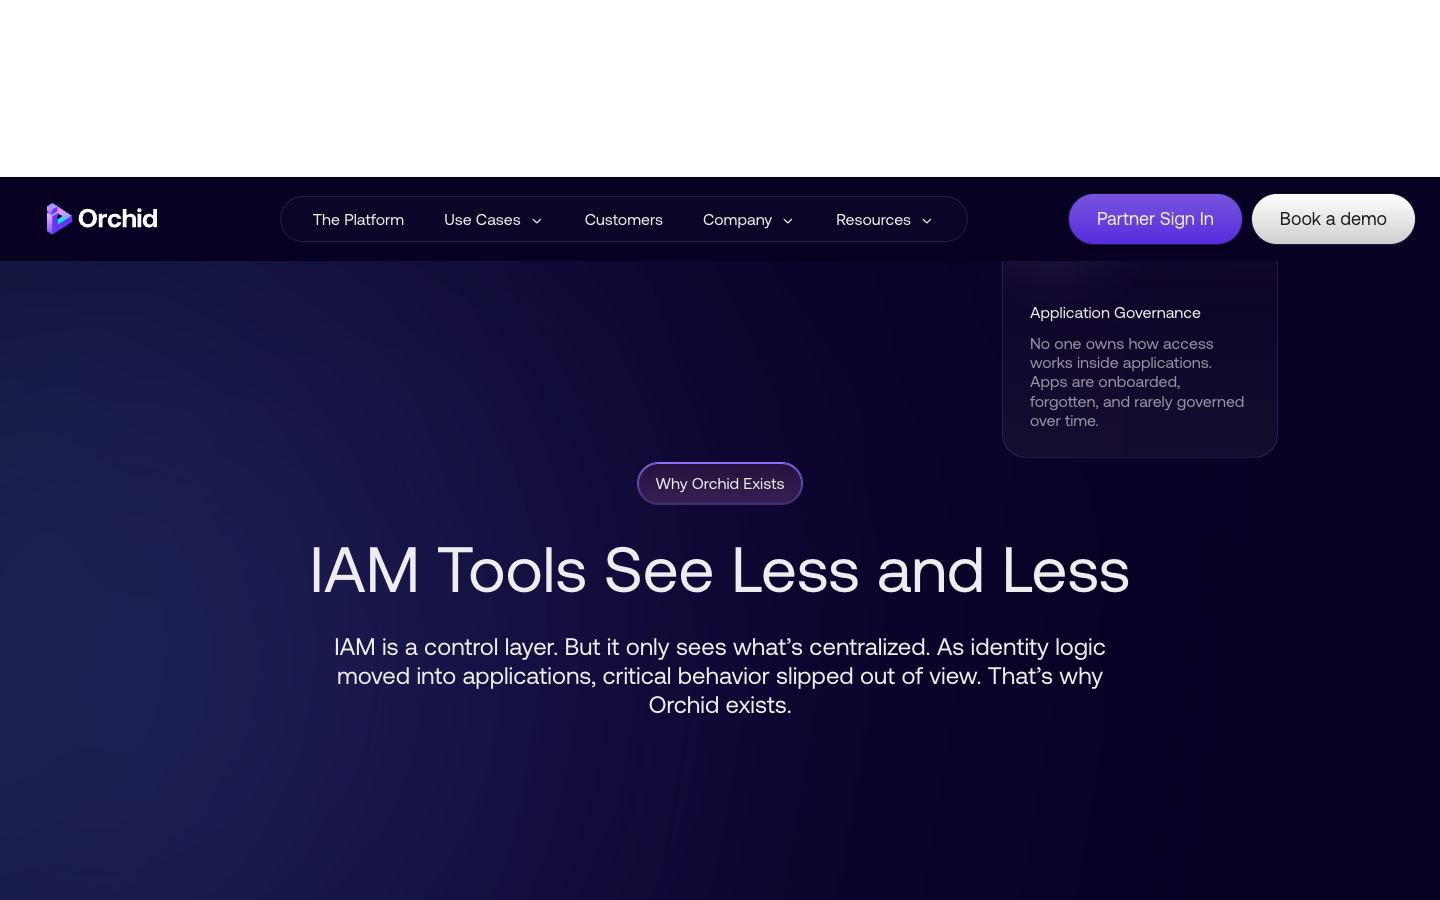 Orchid
The Platform
Use Cases
Customers
Company
Resources
Partner Sign In
Book a demo
Application Governance
No one owns how access
works inside applications.
Apps are onboarded,
forgotten, and rarely governed
over time.
Why Orchid Exists
IAM Tools See Less and Less
IAM is a control layer. But it only sees what’s centralized. As identity logic
moved into applications, critical behavior slipped out of view. That’s why
Orchid exists.